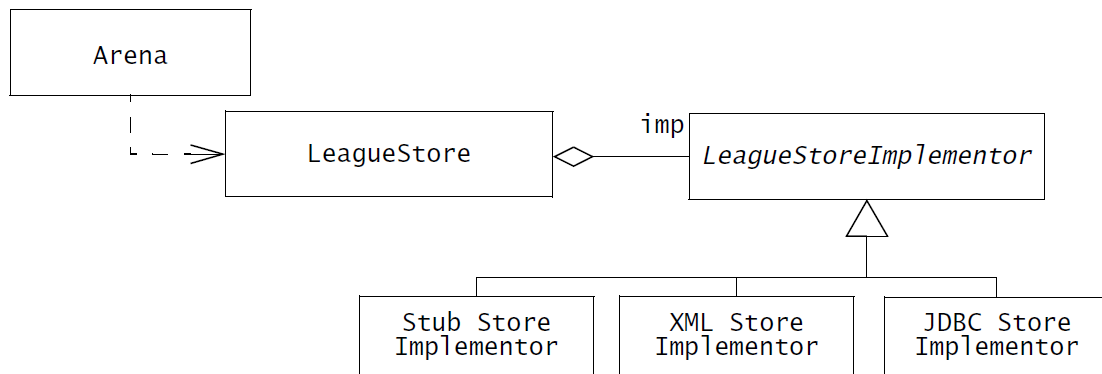 Arena
LeagueStore
imp
LeagueStoreImplementor
Stub Store
Implementor
XML Store
Implementor
JDBC Store
Implementor